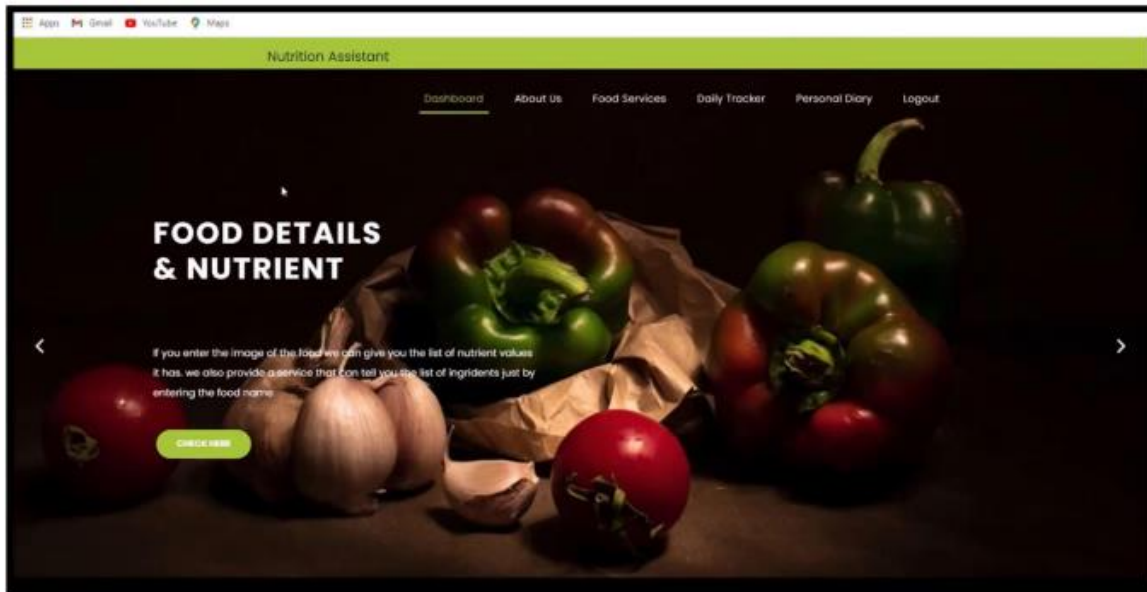 Apps Gmail YouTube Maps
Nutrition Assistant
Dashboard About Us Food Services Daily Tracker Personal Diary Logout
FOOD DETAILS
& NUTRIENT
If you enter the image of the food we can give you the list of nutrient values
it has. we also provide a service that can tell you the list of ingridents just by
entering the food name
CHECK HERE